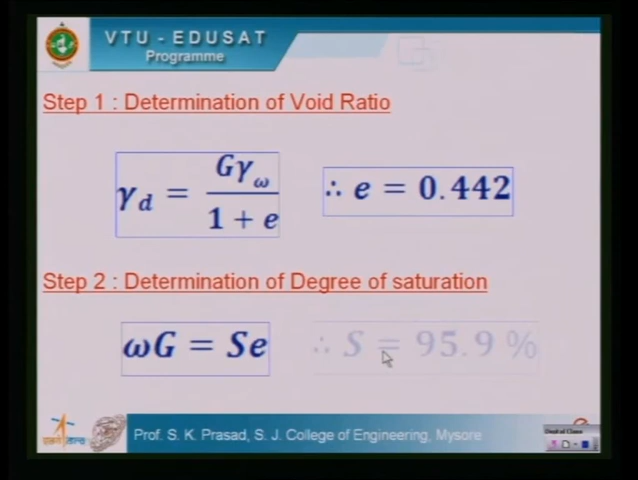 VTU - EDUSAT
Programme
Step 1 : Determination of Void Ratio
γd = Gγω / 1 + e
∴ e = 0.442
Step 2 : Determination of Degree of saturation
ωG = Se
∴ S = 95.9 %
Prof. S. K. Prasad, S. J. College of Engineering, Mysore